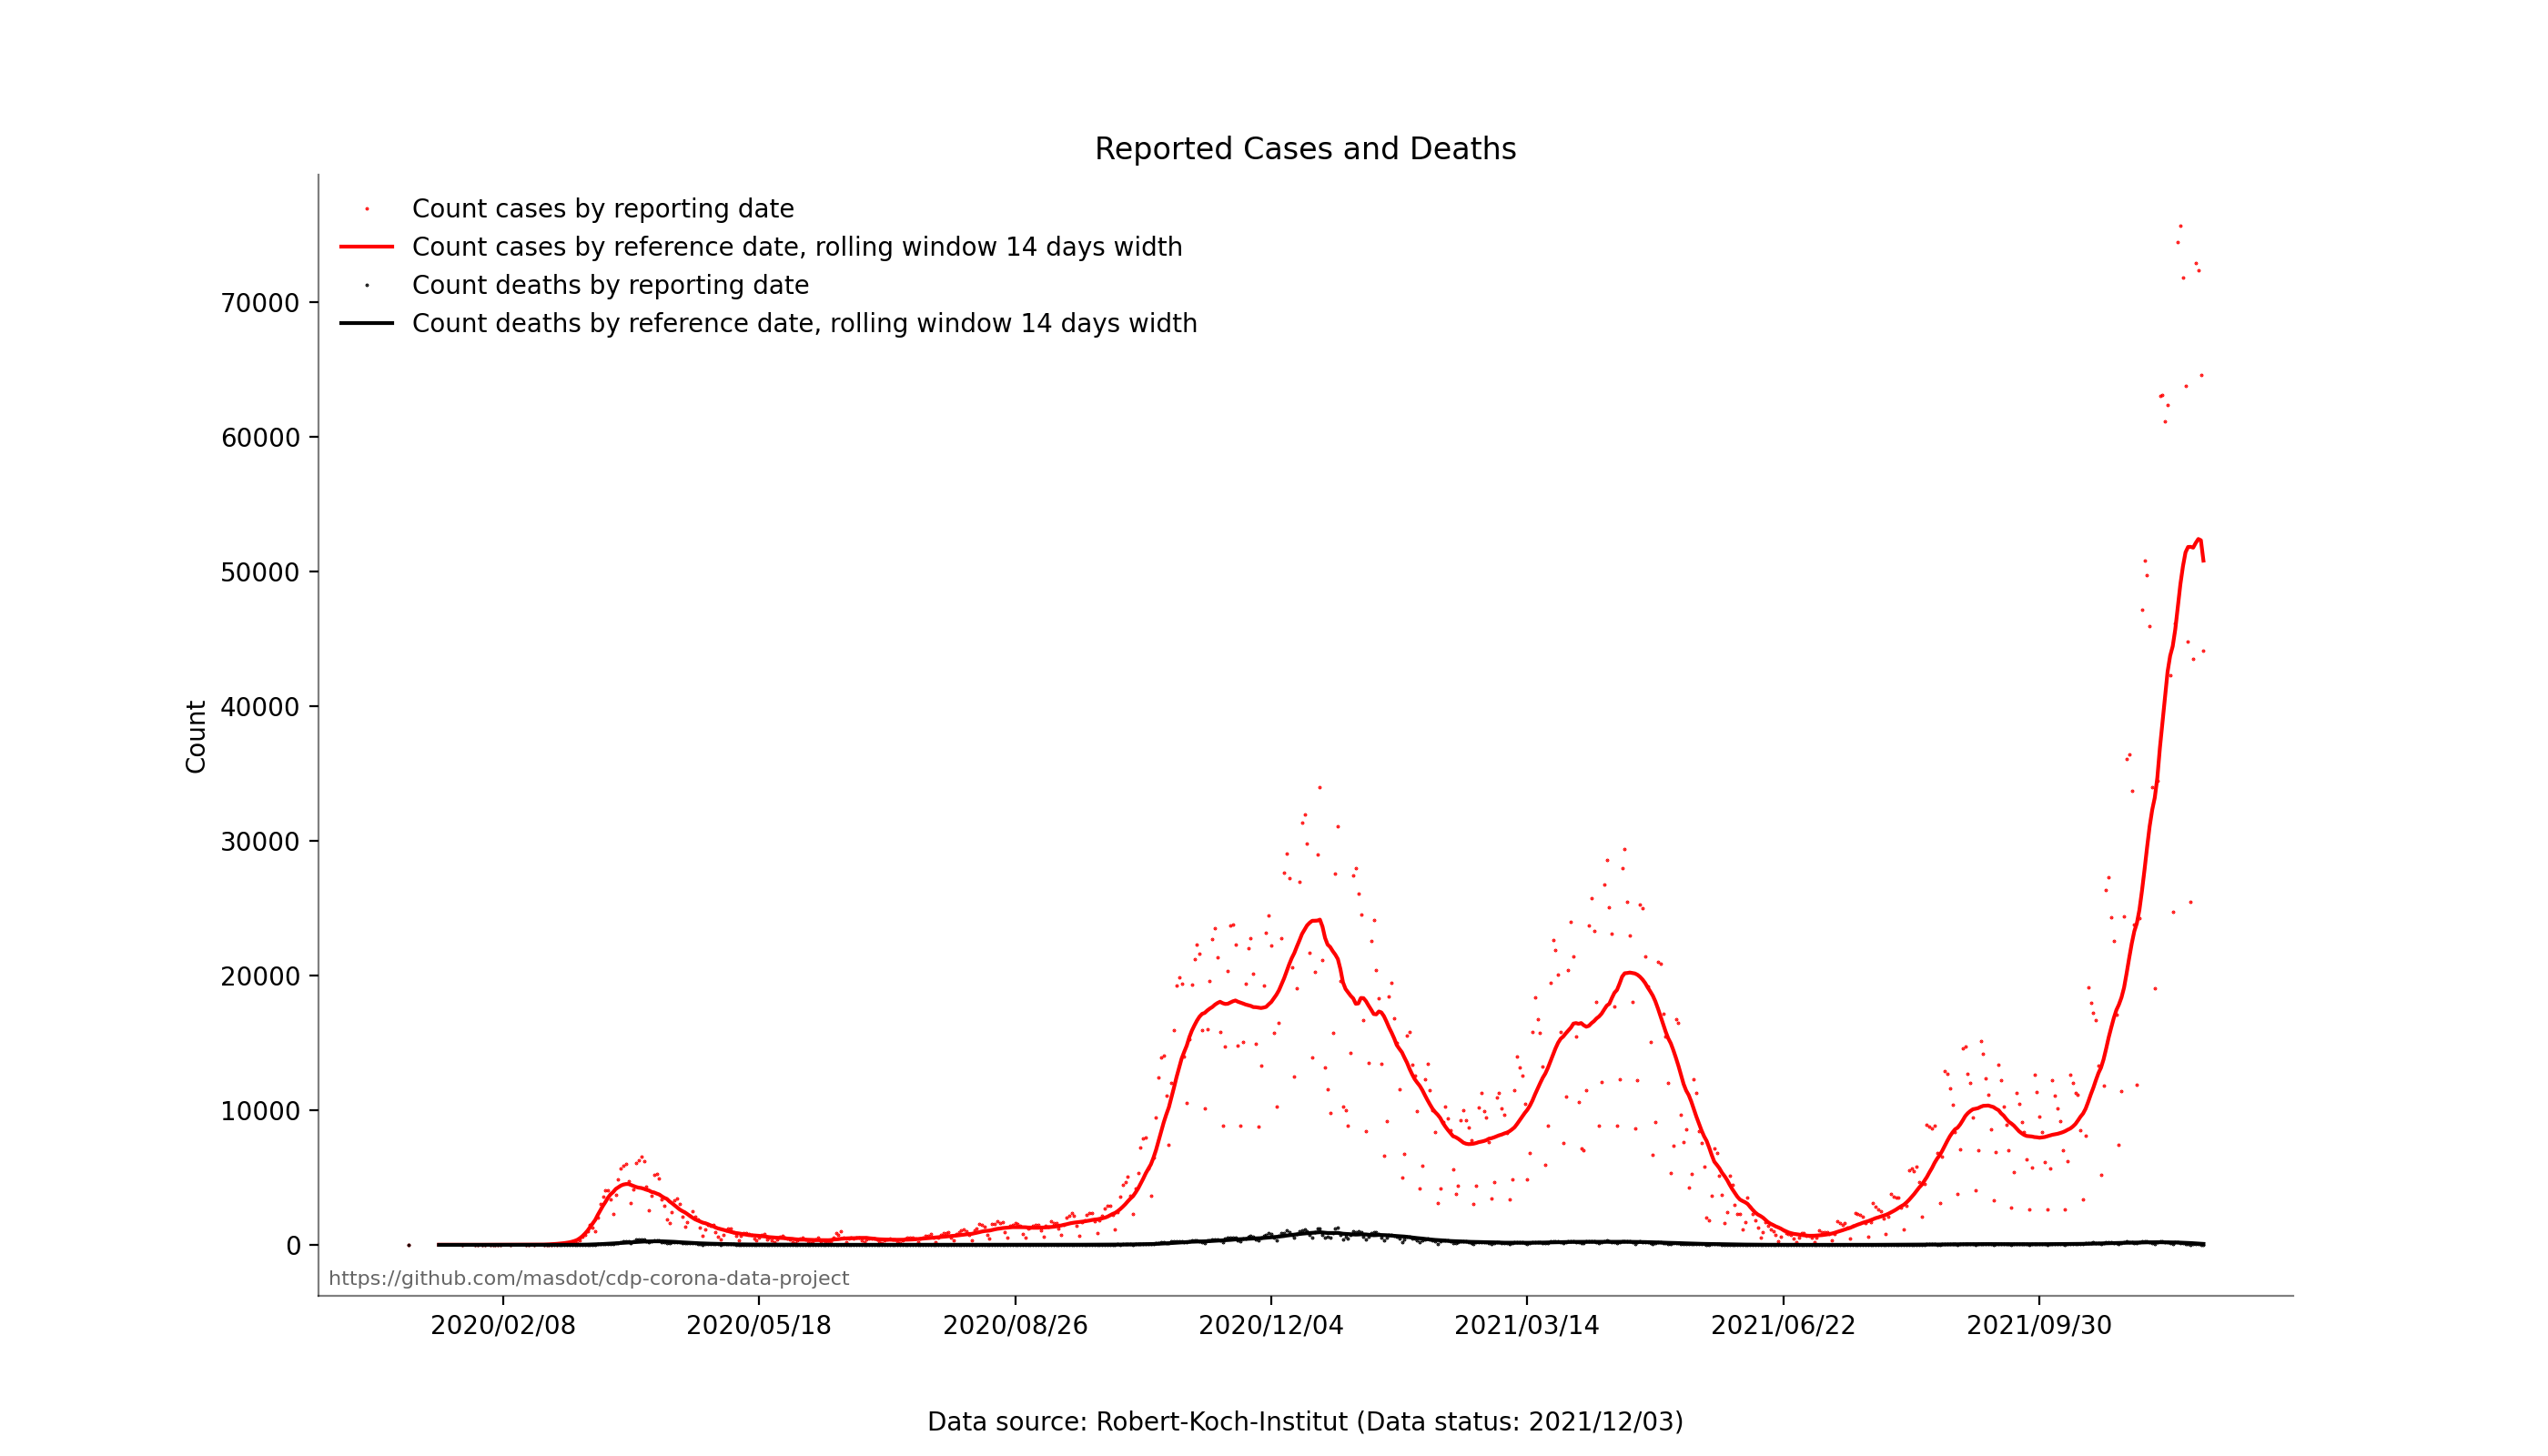 Reported Cases and Deaths
Count cases by reporting date
Count cases by reference date, rolling window 14 days width
Count deaths by reporting date
Count deaths by reference date, rolling window 14 days width
70000
60000
50000
40000
30000
20000
10000
0
Count
https://github.com/masdot/cdp-corona-data-project
2020/02/08 2020/05/18 2020/08/26 2020/12/04 2021/03/14 2021/06/22 2021/09/30
Data source: Robert-Koch-Institut (Data status: 2021/12/03)